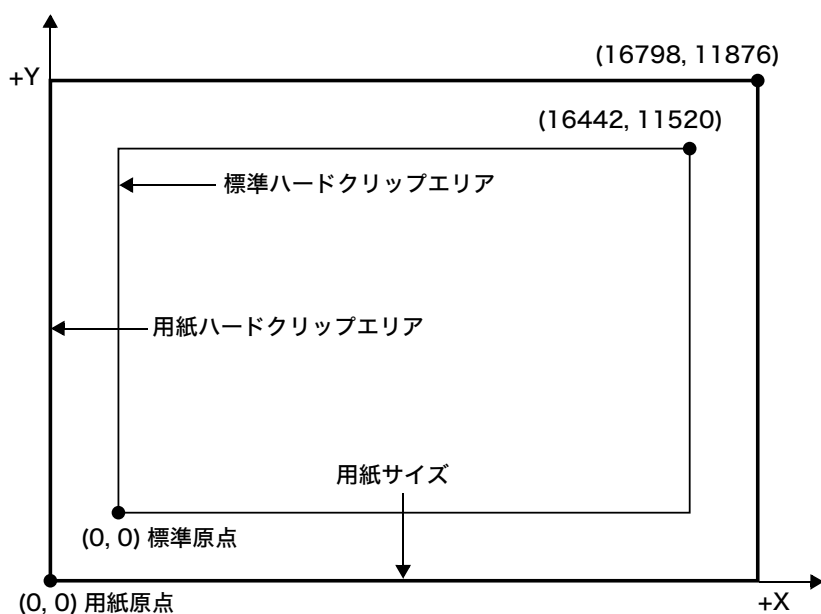 (16798, 11876)
+Y
(16442, 11520)
標準ハードクリップエリア
用紙ハードクリップエリア
用紙サイズ
(0, 0) 標準原点
(0, 0) 用紙原点
+X